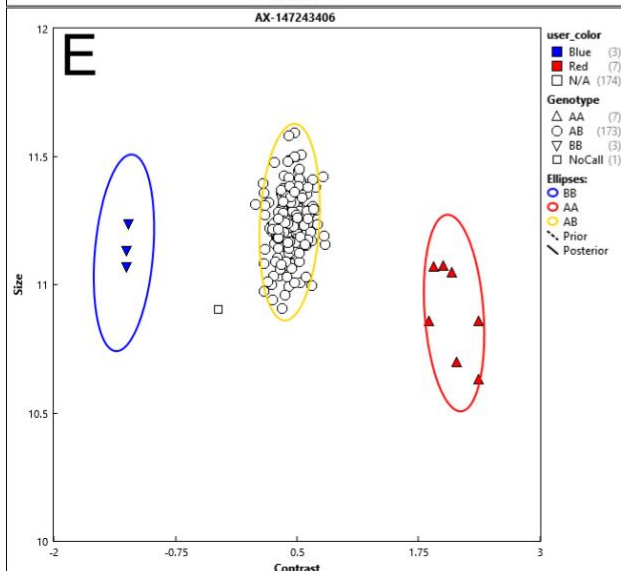 AX-147243406
E
12
11.5
11
10.5
10
Size
-2
-0.75
0.5
1.75
3
Contrast
user_color
Blue (3)
Red (7)
N/A (174)
Genotype
AA (7)
AB (173)
BB (3)
NoCall (1)
Ellipses:
BB
AA
AB
Prior
Posterior